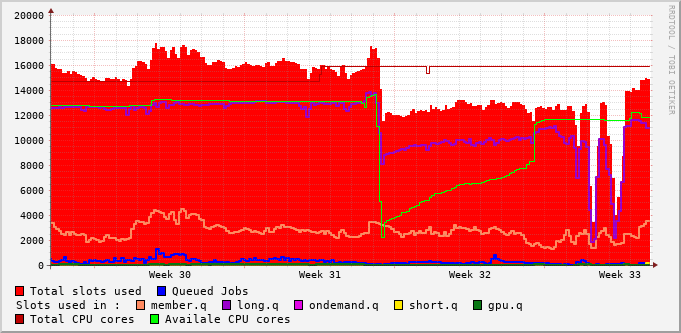 20000
18000
16000
14000
12000
10000
8000
6000
4000
2000
0
Week 30 Week 31 Week 32 Week 33
Total slots used Queued Jobs
Slots used in : member.q long.q ondemand.q short.q gpu.q
Total CPU cores Availale CPU cores
RRDTOOL / TOBI OETIKER